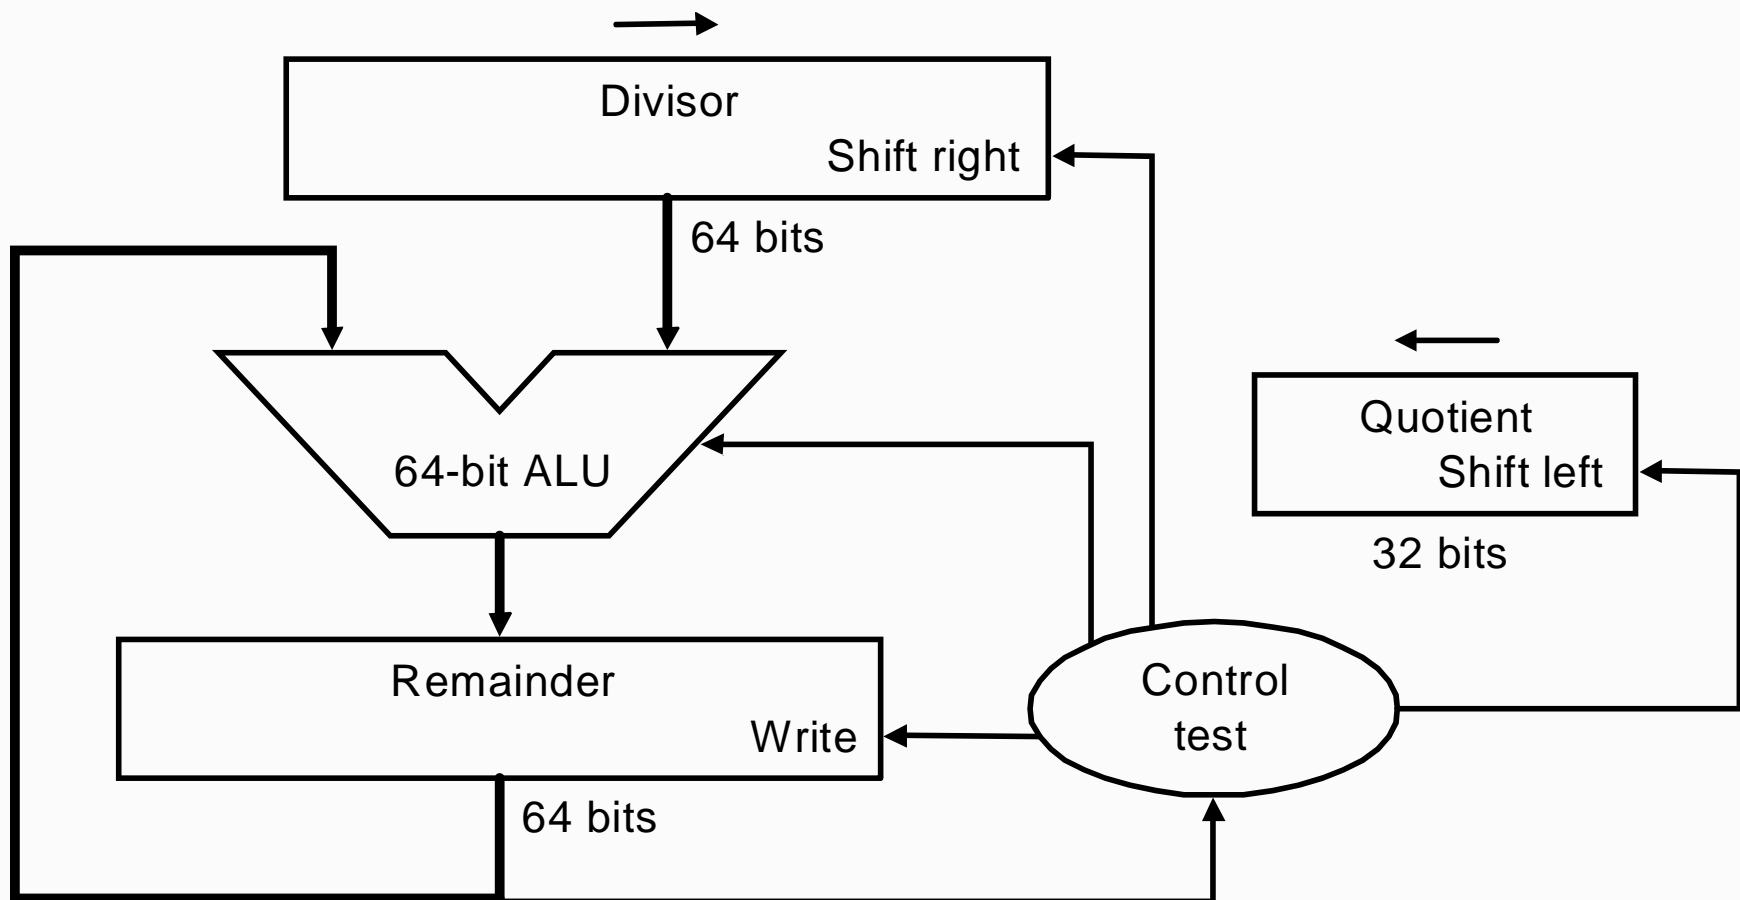 Divisor
Shift right
64 bits
64-bit ALU
Quotient
Shift left
32 bits
Remainder
Write
Control
test
64 bits